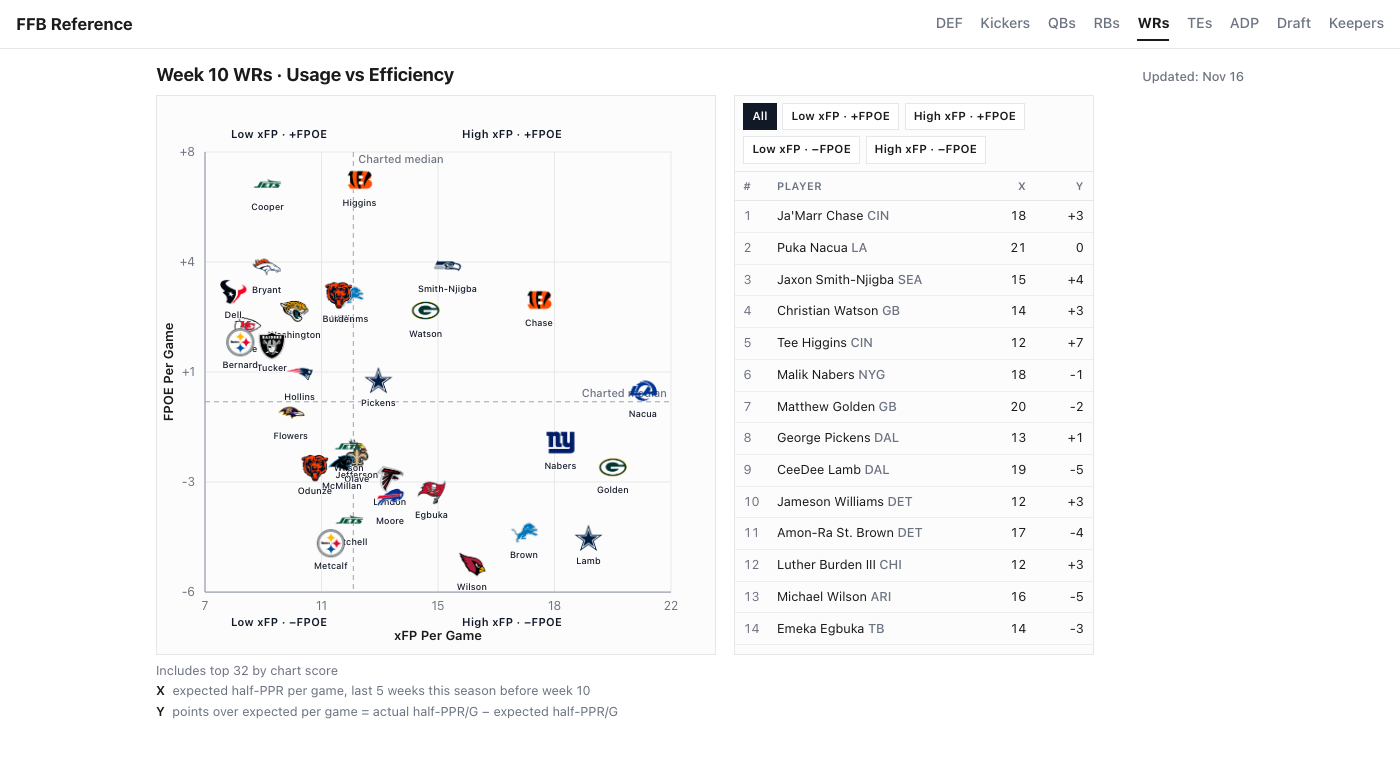 FFB Reference
DEF Kickers QBs RBs WRs TEs ADP Draft Keepers
Week 10 WRs · Usage vs Efficiency
Updated: Nov 16
Low xFP · +FPOE
High xFP · +FPOE
+8
Charted median
JETS
Cooper
Higgins
+4
Bryant
Smith-Njigba
Dell
Burden
Chase
Watson
Bernard
Tucker
RAIDERS
+1
Hollins
Pickens
Charted median
Nacua
Flowers
JETS
ny
Nabers
Jefferson
Olave
McMillan
Odunze
-3
Golden
London
Egbuka
Moore
JETS
Brown
Lamb
Metcalf
Wilson
-6
7 11 15 18 22
Low xFP · −FPOE
High xFP · −FPOE
xFP Per Game
FPOE Per Game
All
Low xFP · +FPOE
High xFP · +FPOE
Low xFP · −FPOE
High xFP · −FPOE
# PLAYER X Y
1 Ja'Marr Chase CIN 18 +3
2 Puka Nacua LA 21 0
3 Jaxon Smith-Njigba SEA 15 +4
4 Christian Watson GB 14 +3
5 Tee Higgins CIN 12 +7
6 Malik Nabers NYG 18 -1
7 Matthew Golden GB 20 -2
8 George Pickens DAL 13 +1
9 CeeDee Lamb DAL 19 -5
10 Jameson Williams DET 12 +3
11 Amon-Ra St. Brown DET 17 -4
12 Luther Burden III CHI 12 +3
13 Michael Wilson ARI 16 -5
14 Emeka Egbuka TB 14 -3
Includes top 32 by chart score
X expected half-PPR per game, last 5 weeks this season before week 10
Y points over expected per game = actual half-PPR/G − expected half-PPR/G